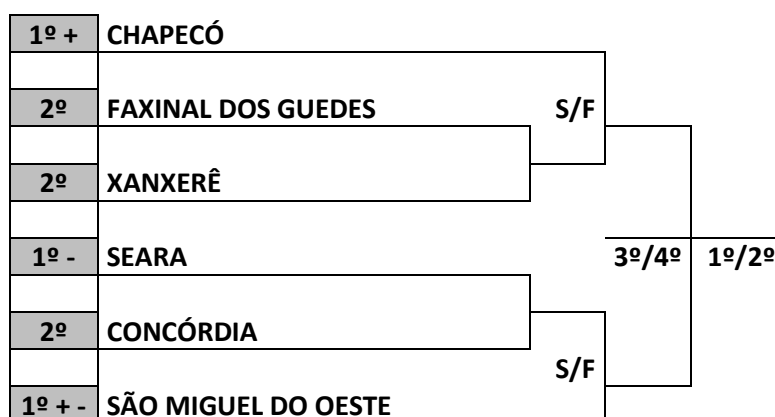 1º + CHAPECÓ
2º FAXINAL DOS GUEDES S/F
2º XANXERÊ
1º - SEARA 3º/4º 1º/2º
2º CONCÓRDIA
S/F
1º + - SÃO MIGUEL DO OESTE